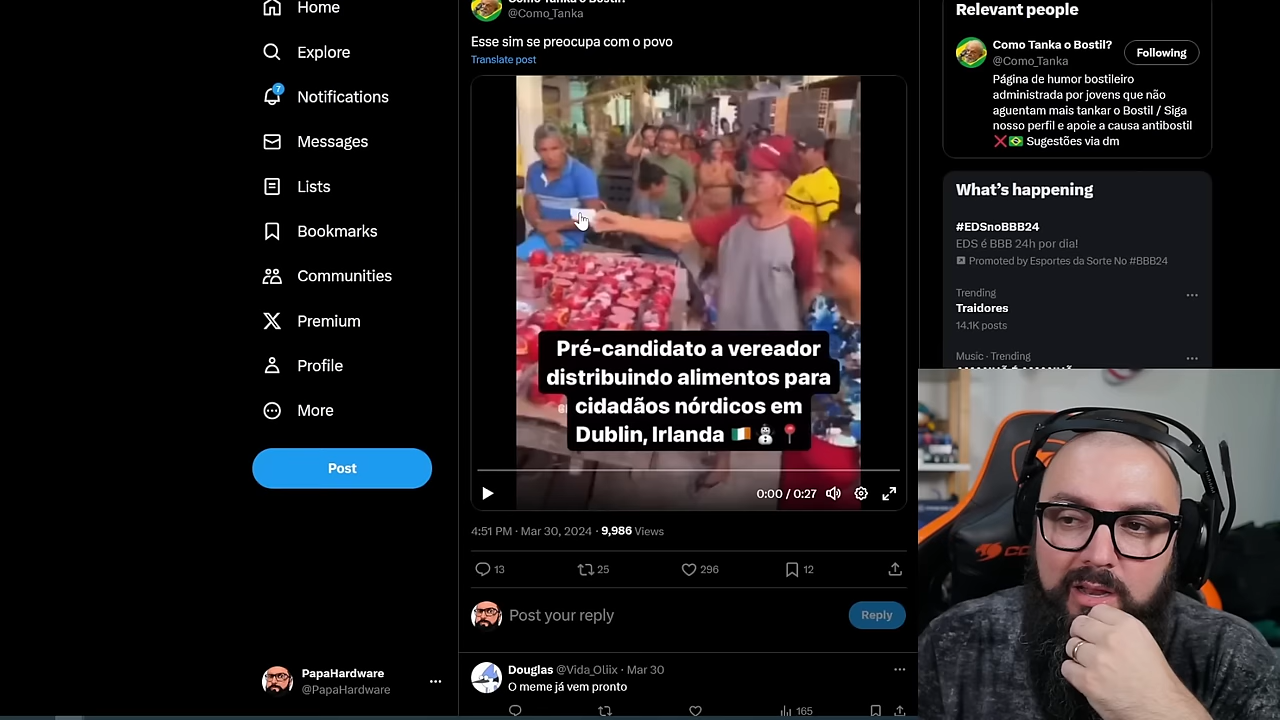 Home
Explore
7
Notifications
Messages
Lists
Bookmarks
Communities
Premium
Profile
More
Post
PapaHardware
@PapaHardware
Como Tanka o Bostil?
@Como_Tanka
Esse sim se preocupa com o povo
Translate post
Pré-candidato a vereador
distribuindo alimentos para
cidadãos nórdicos em
Dublin, Irlanda 🇮🇪⛄📍
0:00 / 0:27
4:51 PM · Mar 30, 2024 · 9,986 Views
13
25
296
12
Post your reply
Reply
Douglas @Vida_Oliix · Mar 30
O meme já vem pronto
165
Relevant people
Como Tanka o Bostil?
@Como_Tanka
Following
Página de humor bostileiro
administrada por jovens que não
aguentam mais tankar o Bostil / Siga
nosso perfil e apoie a causa antibostil
❌🇧🇷 Sugestões via dm
What's happening
#EDSnoBBB24
EDS é BBB 24h por dia!
Promoted by Esportes da Sorte No #BBB24
Trending
Traidores
14.1K posts
Music · Trending